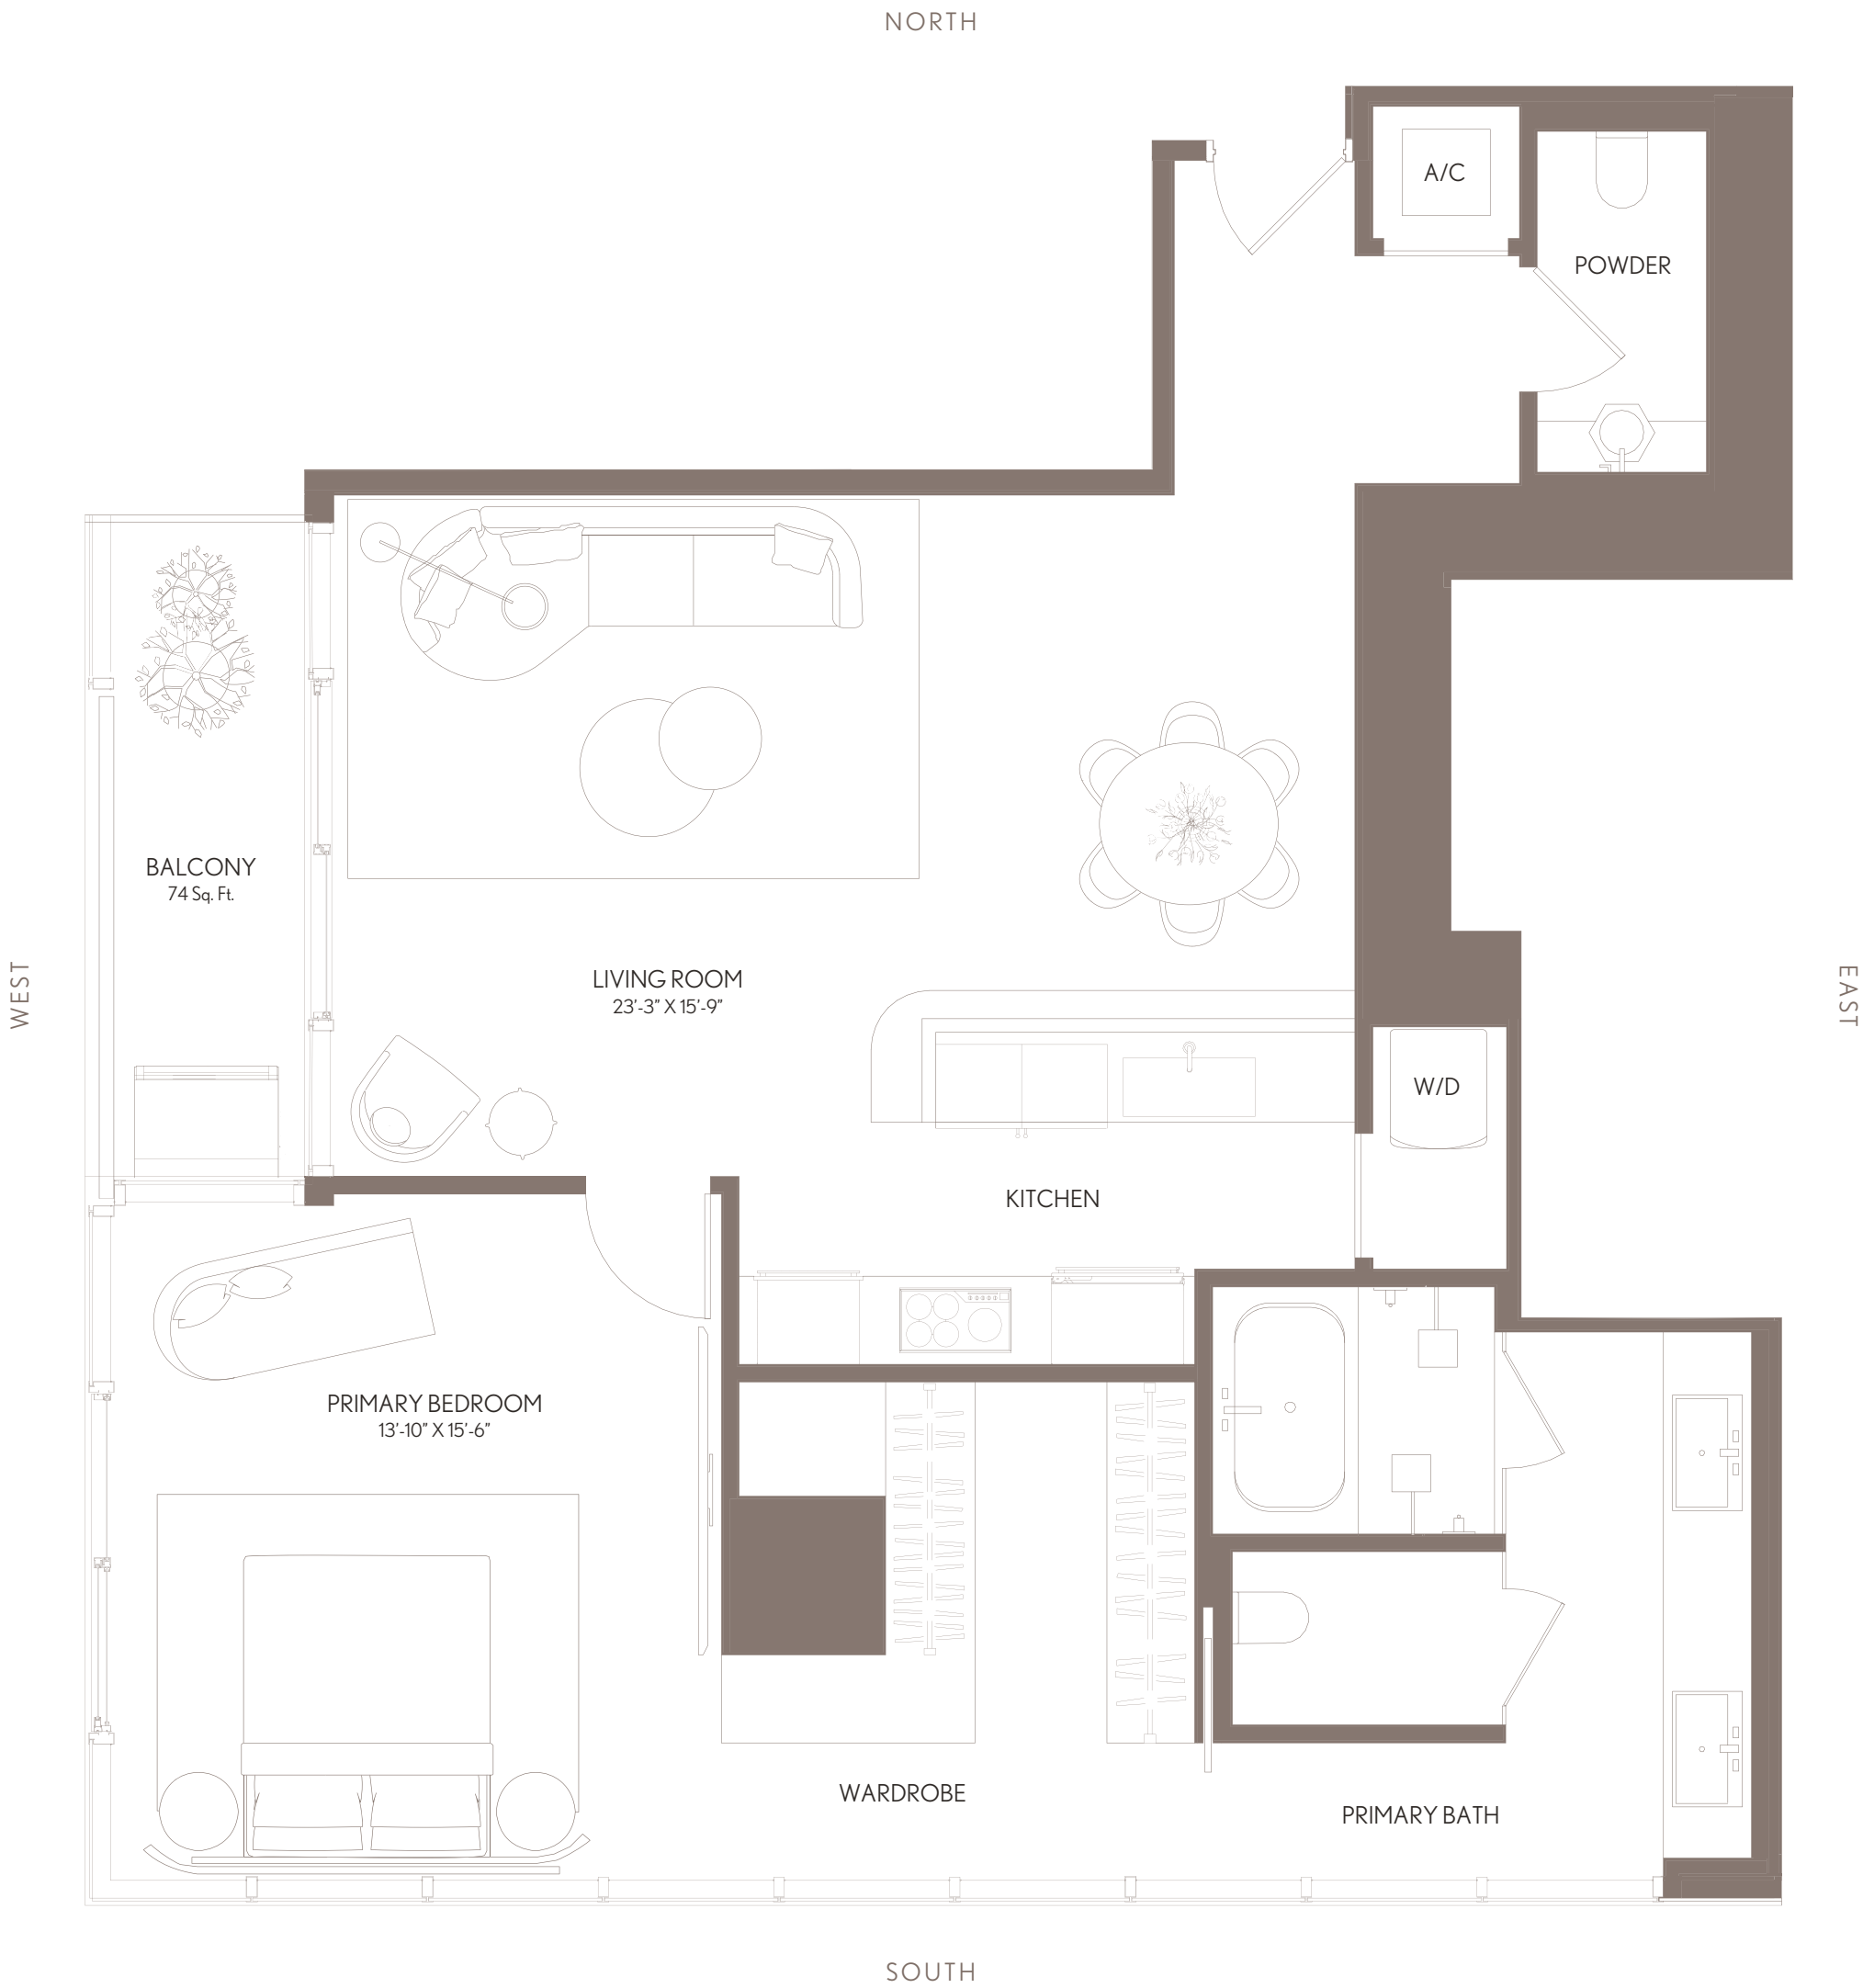 NORTH
A/C
POWDER
BALCONY
74 Sq. Ft.
WEST
LIVING ROOM
23'-3" X 15'-9"
EAST
W/D
KITCHEN
PRIMARY BEDROOM
13'-10" X 15'-6"
WARDROBE
PRIMARY BATH
SOUTH